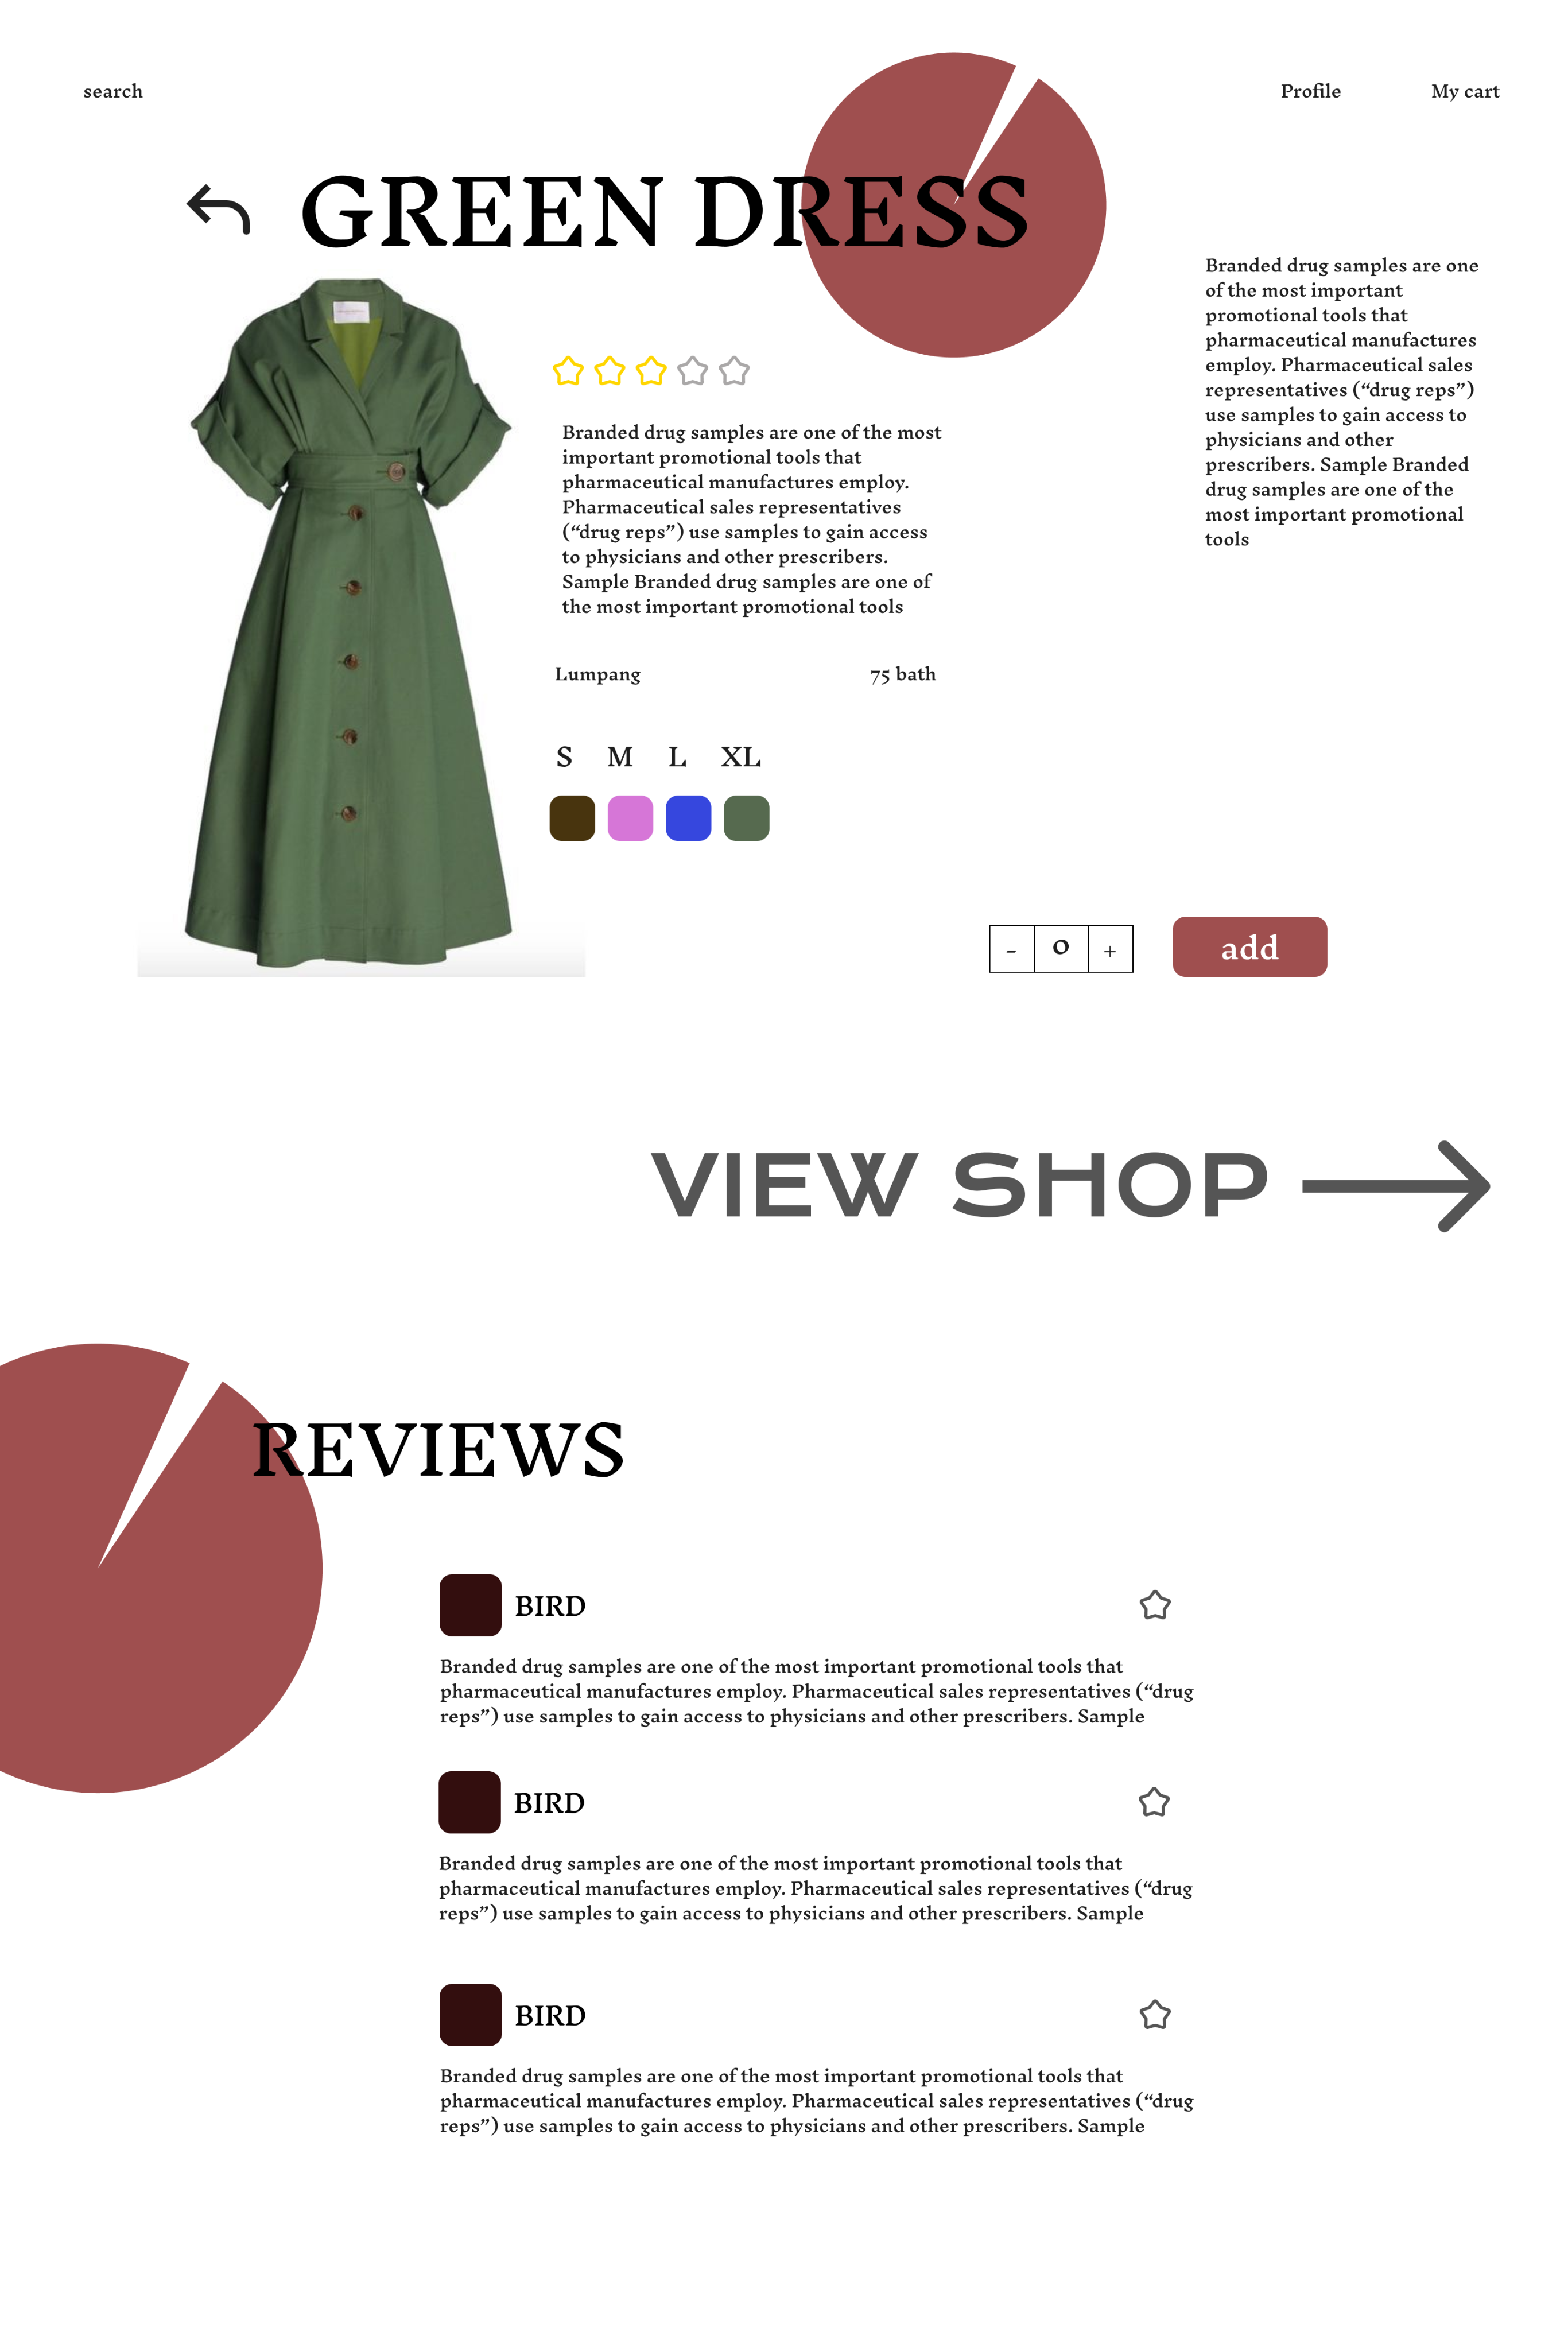 search
Profile
My cart
GREEN DRESS
Branded drug samples are one of the most
important promotional tools that
pharmaceutical manufactures employ.
Pharmaceutical sales representatives
(“drug reps”) use samples to gain access
to physicians and other prescribers.
Sample Branded drug samples are one of
the most important promotional tools
Branded drug samples are one
of the most important
promotional tools that
pharmaceutical manufactures
employ. Pharmaceutical sales
representatives (“drug reps”)
use samples to gain access to
physicians and other
prescribers. Sample Branded
drug samples are one of the
most important promotional
tools
Lumpang
75 bath
S M L XL
- 0 +
add
VIEW SHOP
REVIEWS
BIRD
Branded drug samples are one of the most important promotional tools that
pharmaceutical manufactures employ. Pharmaceutical sales representatives (“drug
reps”) use samples to gain access to physicians and other prescribers. Sample
BIRD
Branded drug samples are one of the most important promotional tools that
pharmaceutical manufactures employ. Pharmaceutical sales representatives (“drug
reps”) use samples to gain access to physicians and other prescribers. Sample
BIRD
Branded drug samples are one of the most important promotional tools that
pharmaceutical manufactures employ. Pharmaceutical sales representatives (“drug
reps”) use samples to gain access to physicians and other prescribers. Sample